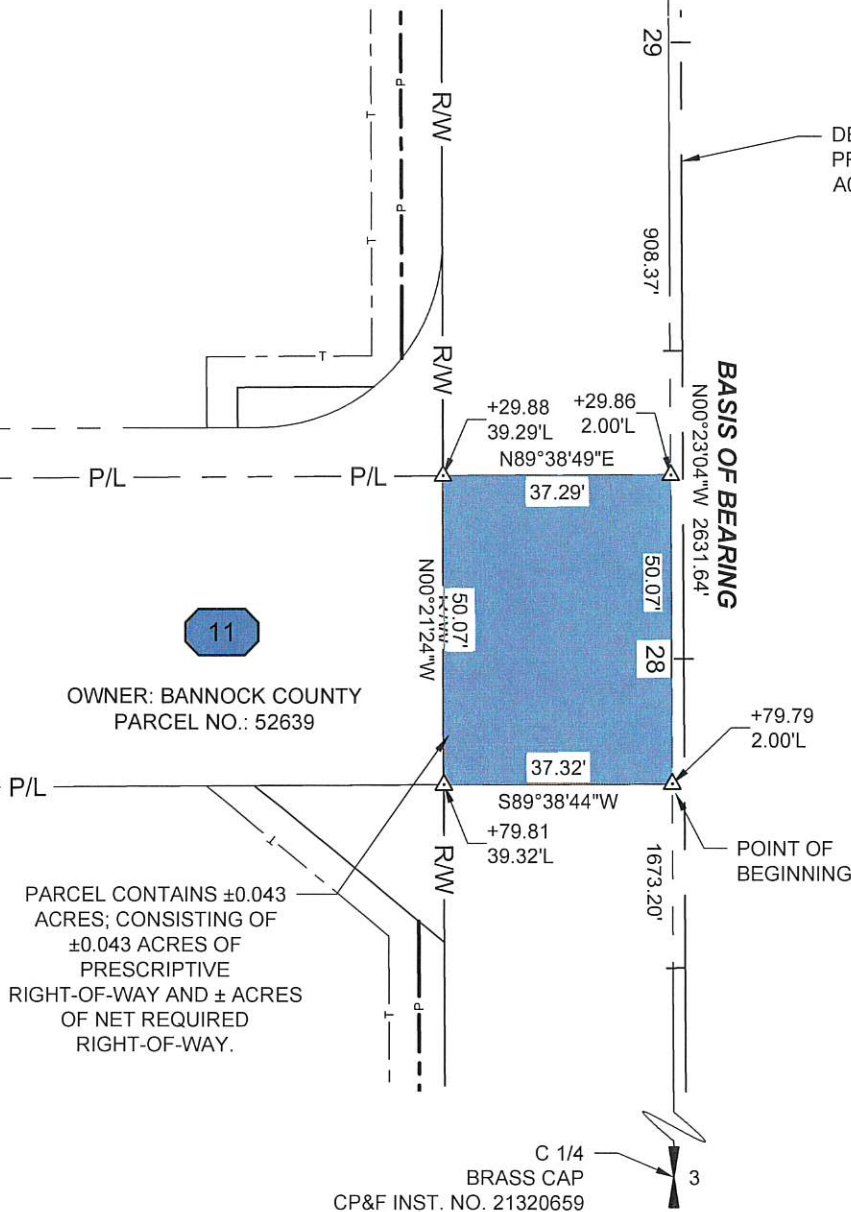 29
R/W
P
T
P
T
DE
PR
AC
908.37'
T
R/W
BASIS OF BEARING
N00°23'04"W 2631.64'
+29.88
39.29'L
+29.86
2.00'L
N89°38'49"E
37.29'
P/L
P/L
50.07'
R/W
N00°21'24"W
50.07'
28
11
OWNER: BANNOCK COUNTY
PARCEL NO.: 52639
+79.79
2.00'L
P/L
37.32'
S89°38'44"W
+79.81
39.32'L
T
R/W
1673.20'
POINT OF
BEGINNING
PARCEL CONTAINS ±0.043
ACRES; CONSISTING OF
±0.043 ACRES OF
PRESCRIPTIVE
RIGHT-OF-WAY AND ± ACRES
OF NET REQUIRED
RIGHT-OF-WAY.
P
T
C 1/4
BRASS CAP
CP&F INST. NO. 21320659
3